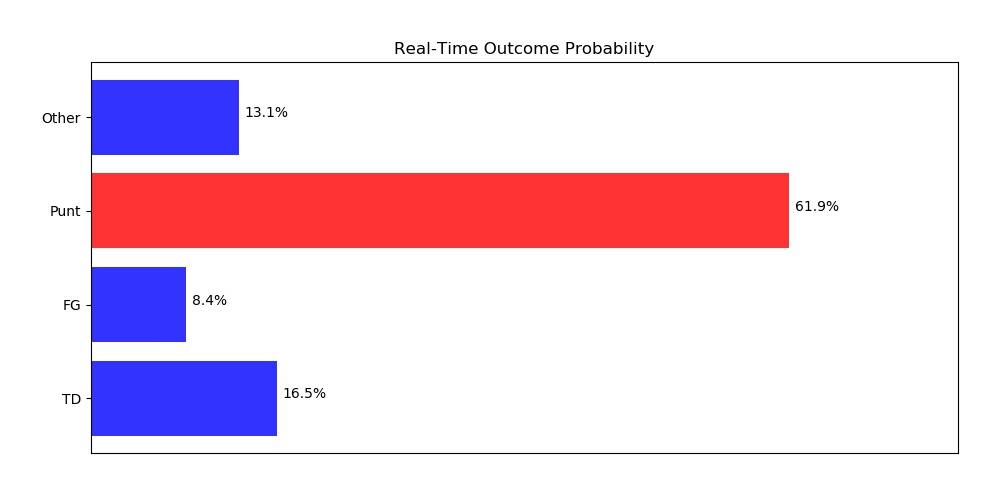 Real-Time Outcome Probability
Other 13.1%
Punt 61.9%
FG 8.4%
TD 16.5%